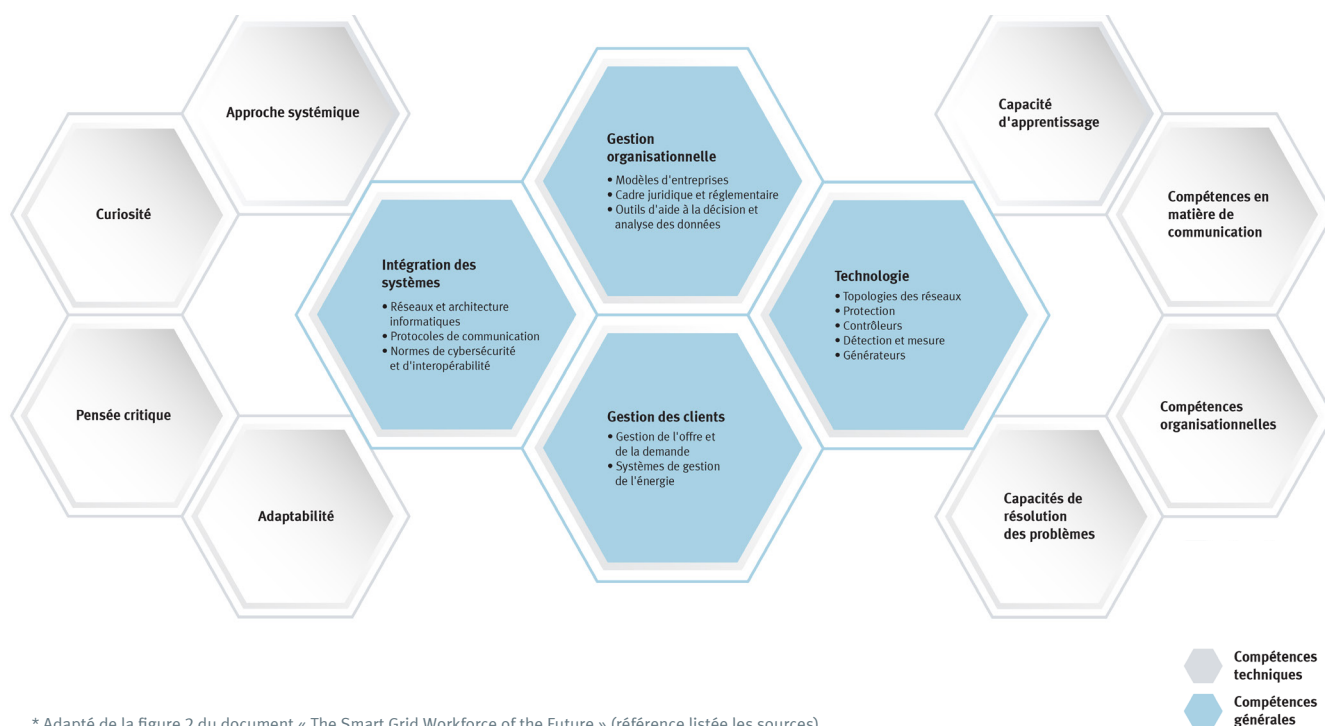 Approche systémique
Curiosité
Pensée critique
Adaptabilité
Intégration des
systèmes
• Réseaux et architecture
informatiques
• Protocoles de communication
• Normes de cybersécurité
et d'interopérabilité
Gestion
organisationnelle
• Modèles d'entreprises
• Cadre juridique et réglementaire
• Outils d'aide à la décision et
analyse des données
Gestion des clients
• Gestion de l'offre et
de la demande
• Systèmes de gestion
de l'énergie
Technologie
• Topologies des réseaux
• Protection
• Contrôleurs
• Détection et mesure
• Générateurs
Capacité
d'apprentissage
Compétences en
matière de
communication
Compétences
organisationnelles
Capacités de
résolution
des problèmes
Compétences
techniques
Compétences
générales
* Adapté de la figure 2 du document « The Smart Grid Workforce of the Future » (référence listée les sources)